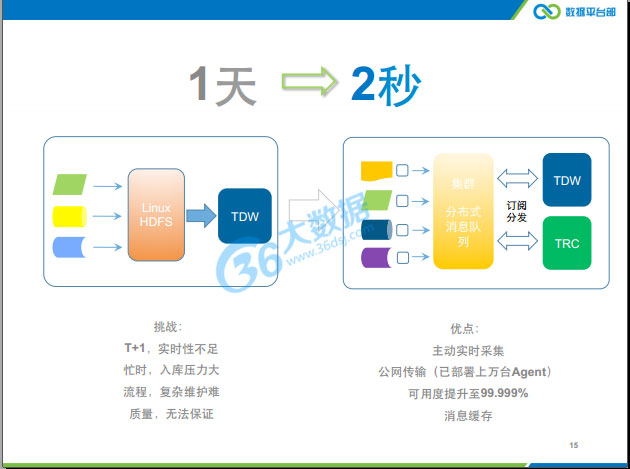 数据平台部
1天
2秒
Linux
HDFS
TDW
集群
分布式
消息队
列
订阅
分发
TDW
TRC
36大数据
www.36dsj.com
挑战：
T+1，实时性不足
忙时，入库压力大
流程，复杂维护难
质量，无法保证
优点：
主动实时采集
公网传输（已部署上万台Agent）
可用度提升至99.999%
消息缓存
15